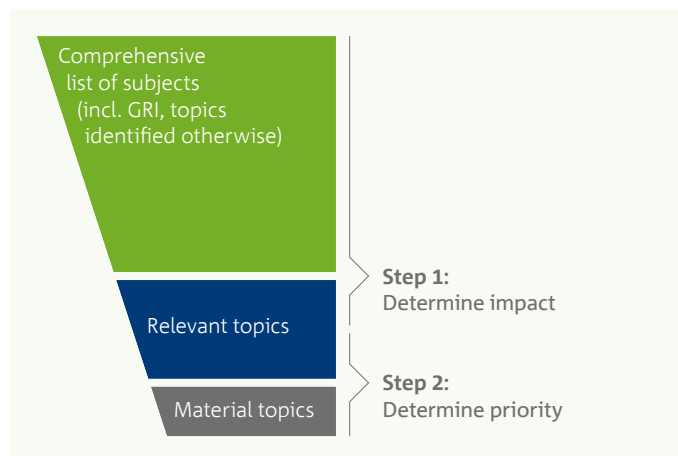 Comprehensive
list of subjects
(incl. GRI, topics
identified otherwise)
Step 1:
Determine impact
Relevant topics
Step 2:
Determine priority
Material topics